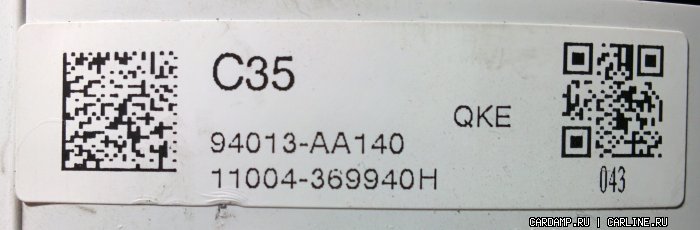 C35
QKE
94013-AA140
11004-369940H
043
CARDAMP.RU | CARLINE.RU